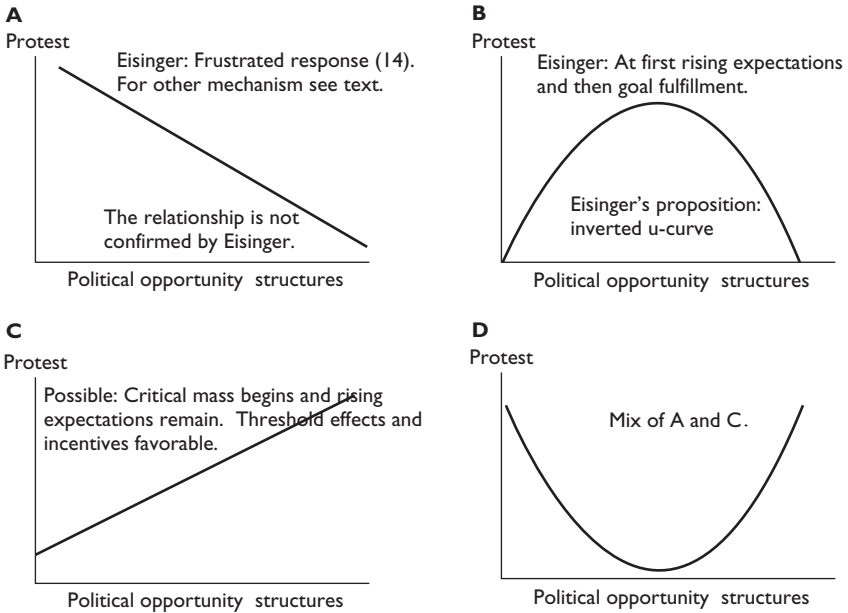 A
Protest
Eisinger: Frustrated response (14).
For other mechanism see text.
The relationship is not
confirmed by Eisinger.
Political opportunity structures
B
Protest
Eisinger: At first rising expectations
and then goal fulfillment.
Eisinger's proposition:
inverted u-curve
Political opportunity structures
C
Protest
Possible: Critical mass begins and rising
expectations remain. Threshold effects and
incentives favorable.
Political opportunity structures
D
Protest
Mix of A and C.
Political opportunity structures